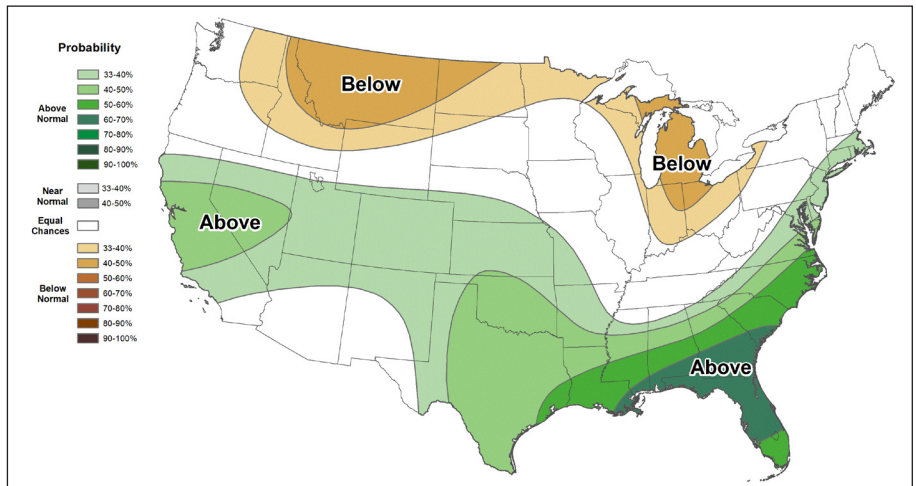 Probability
Above
Normal
33-40%
40-50%
50-60%
60-70%
70-80%
80-90%
90-100%
Near
Normal
33-40%
40-50%
Equal
Chances
Below
Normal
33-40%
40-50%
50-60%
60-70%
70-80%
80-90%
90-100%
Below
Below
Above
Above